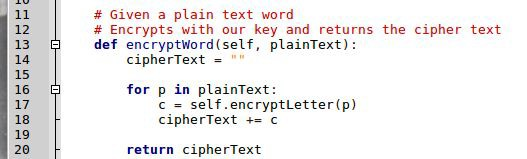 11 # Given a plain text word
12 # Encrypts with our key and returns the cipher text
13 def encryptWord(self, plainText):
14 cipherText = ""
15
16 for p in plainText:
17 c = self.encryptLetter(p)
18 cipherText += c
19
20 return cipherText